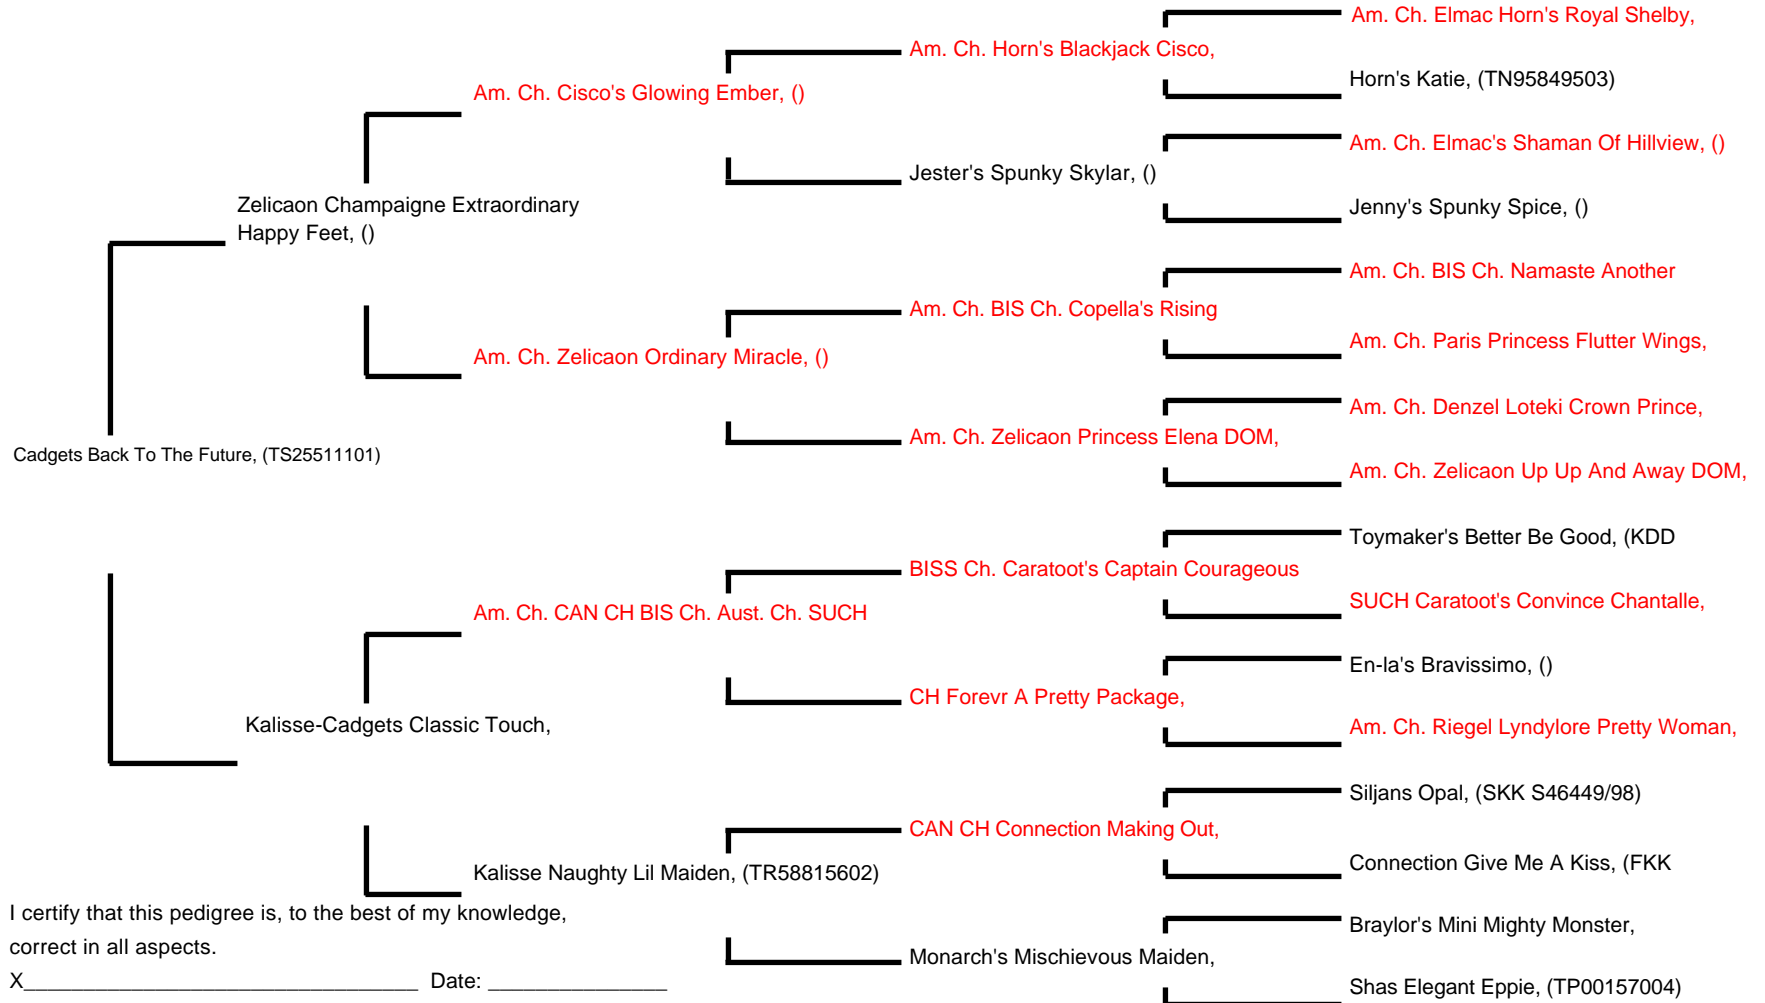 Am. Ch. Elmac Horn's Royal Shelby,
Am. Ch. Horn's Blackjack Cisco,
Horn's Katie, (TN95849503)
Am. Ch. Cisco's Glowing Ember, ()
Am. Ch. Elmac's Shaman Of Hillview, ()
Jester's Spunky Skylar, ()
Jenny's Spunky Spice, ()
Zelicaon Champaigne Extraordinary
Happy Feet, ()
Am. Ch. BIS Ch. Namaste Another
Am. Ch. BIS Ch. Copella's Rising
Am. Ch. Paris Princess Flutter Wings,
Am. Ch. Zelicaon Ordinary Miracle, ()
Am. Ch. Denzel Loteki Crown Prince,
Am. Ch. Zelicaon Princess Elena DOM,
Am. Ch. Zelicaon Up Up And Away DOM,
Cadgets Back To The Future, (TS25511101)
Toymaker's Better Be Good, (KDD
BISS Ch. Caratoot's Captain Courageous
SUCH Caratoot's Convince Chantalle,
Am. Ch. CAN CH BIS Ch. Aust. Ch. SUCH
En-Ia's Bravissimo, ()
CH Forevr A Pretty Package,
Am. Ch. Riegel Lyndylore Pretty Woman,
Kalisse-Cadgets Classic Touch,
Siljans Opal, (SKK S46449/98)
CAN CH Connection Making Out,
Connection Give Me A Kiss, (FKK
Kalisse Naughty Lil Maiden, (TR58815602)
Braylor's Mini Mighty Monster,
Monarch's Mischievous Maiden,
Shas Elegant Eppie, (TP00157004)
I certify that this pedigree is, to the best of my knowledge,
correct in all aspects.
X_________________________________ Date: _______________